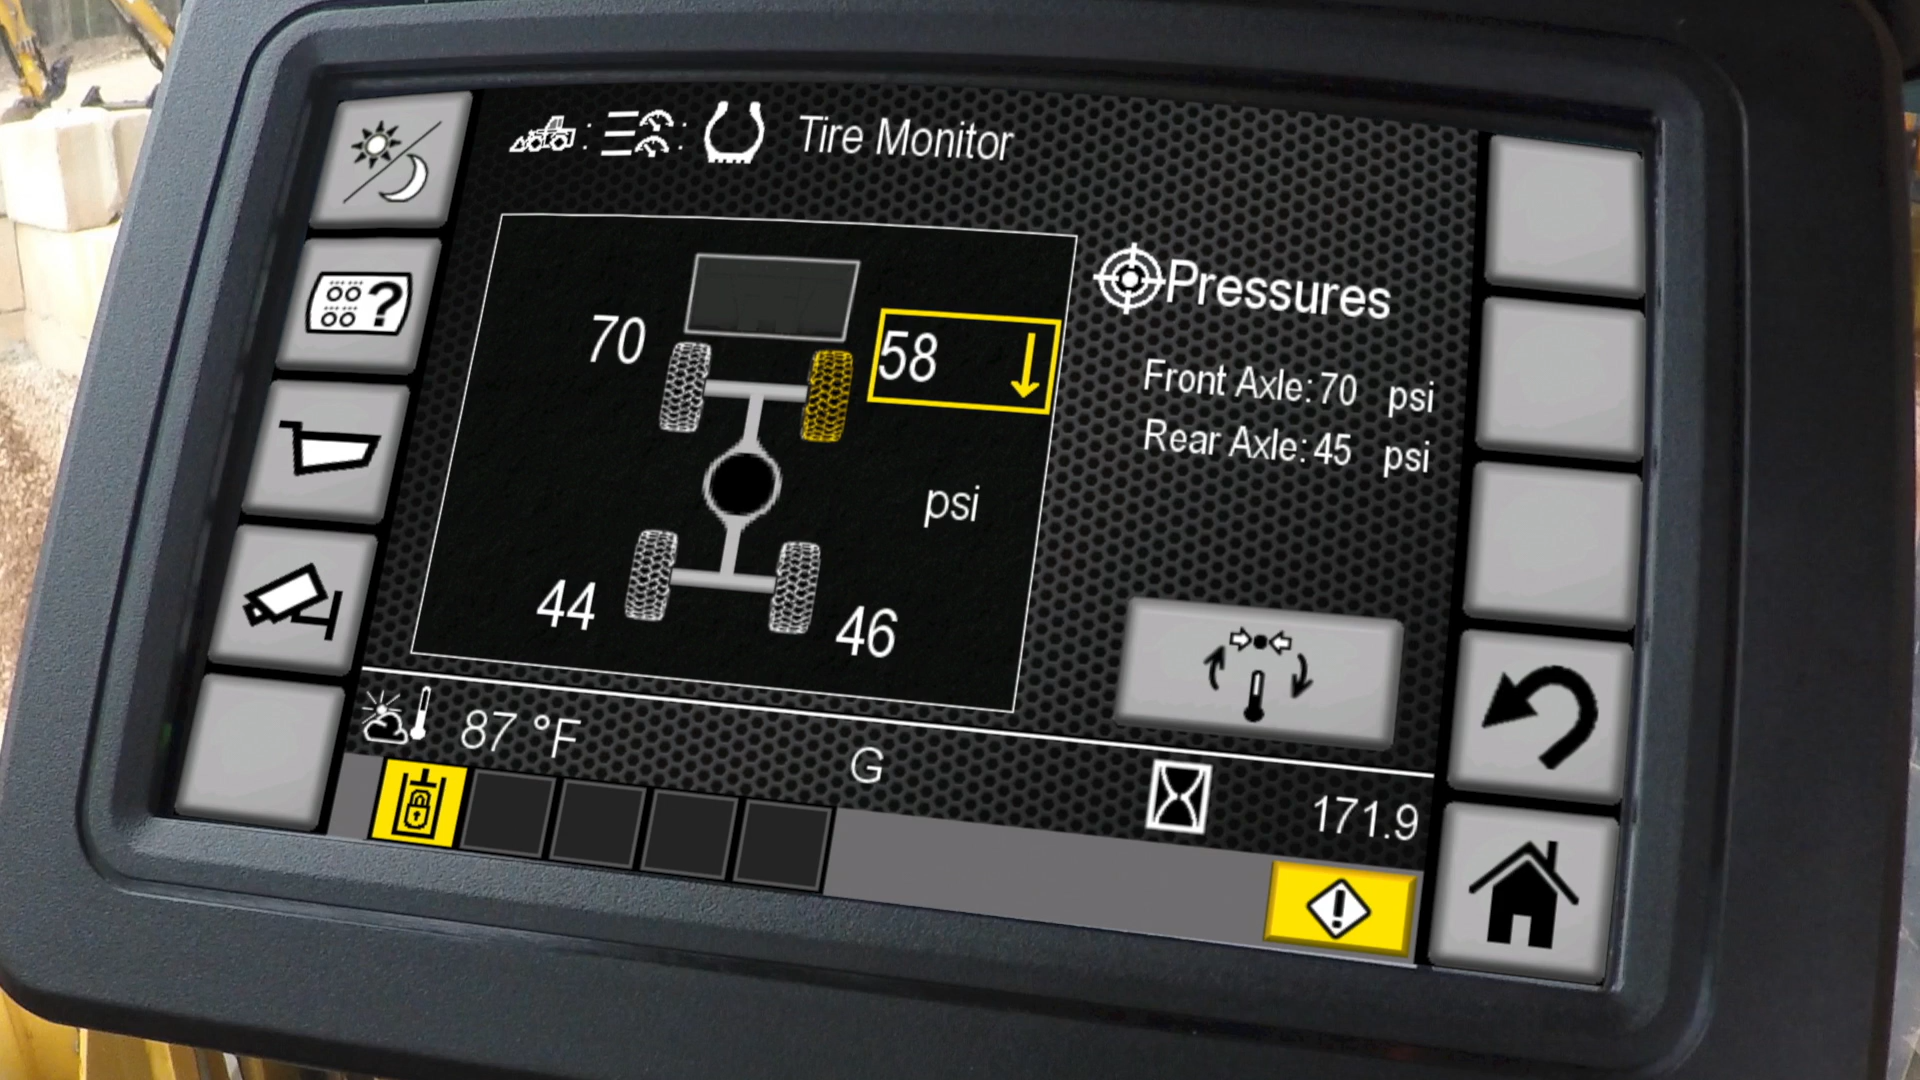 Tire Monitor
70
58
psi
44
46
Pressures
Front Axle: 70 psi
Rear Axle: 45 psi
87 °F
G
171.9